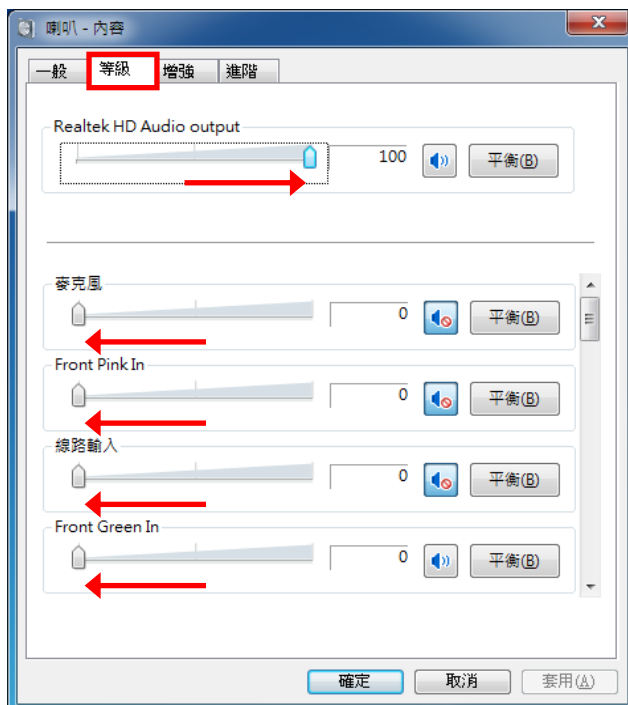 喇叭 - 內容
一般 等級 增強 進階
Realtek HD Audio output
100 平衡(B)
麥克風
0 平衡(B)
Front Pink In
0 平衡(B)
線路輸入
0 平衡(B)
Front Green In
0 平衡(B)
確定 取消 套用(A)